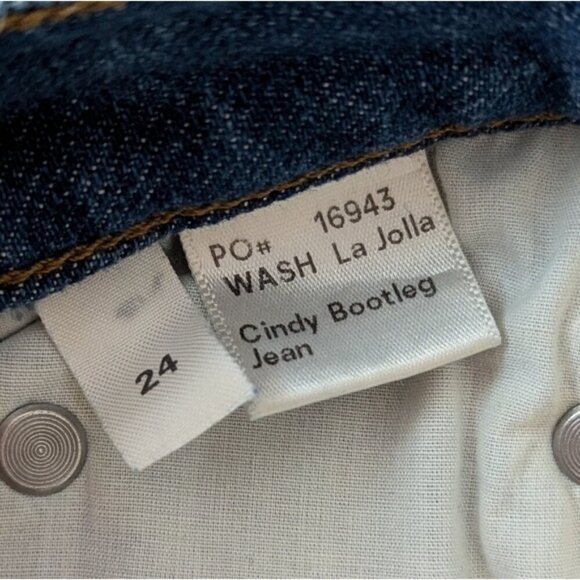 PO# 16943
WASH La Jolla
Cindy Bootleg
Jean
24